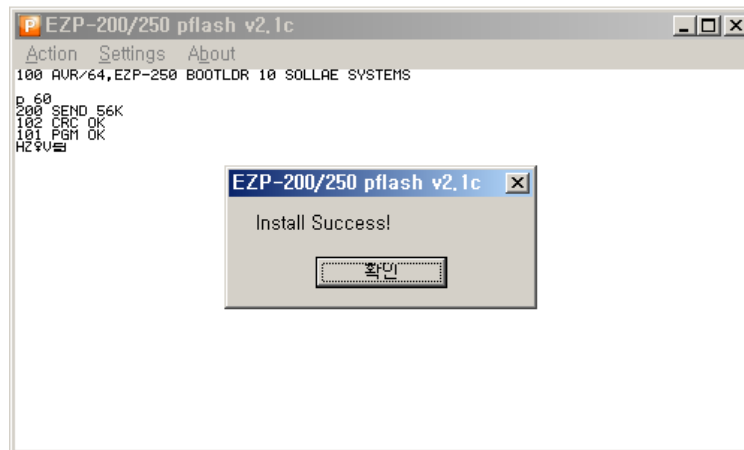 EZP-200/250 pflash v2.1c
Action Settings About
100 AVR/64,EZP-250 BOOTLDR 10 SOLLAE SYSTEMS
p 60
200 SEND 56K
102 CRC OK
101 PGM OK
EZP-200/250 pflash v2.1c
Install Success!
확인